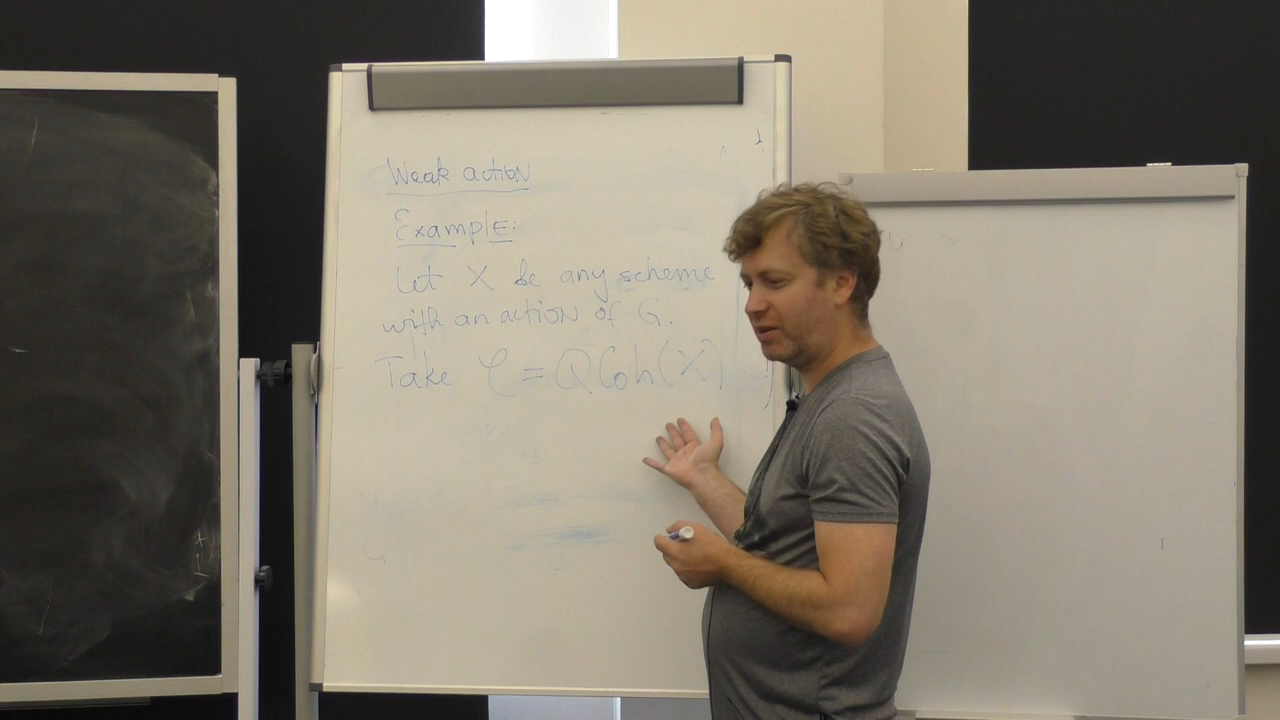 Weak action
Example:
Let X be any scheme
with an action of G.
Take 𝒞 = QCoh(X)